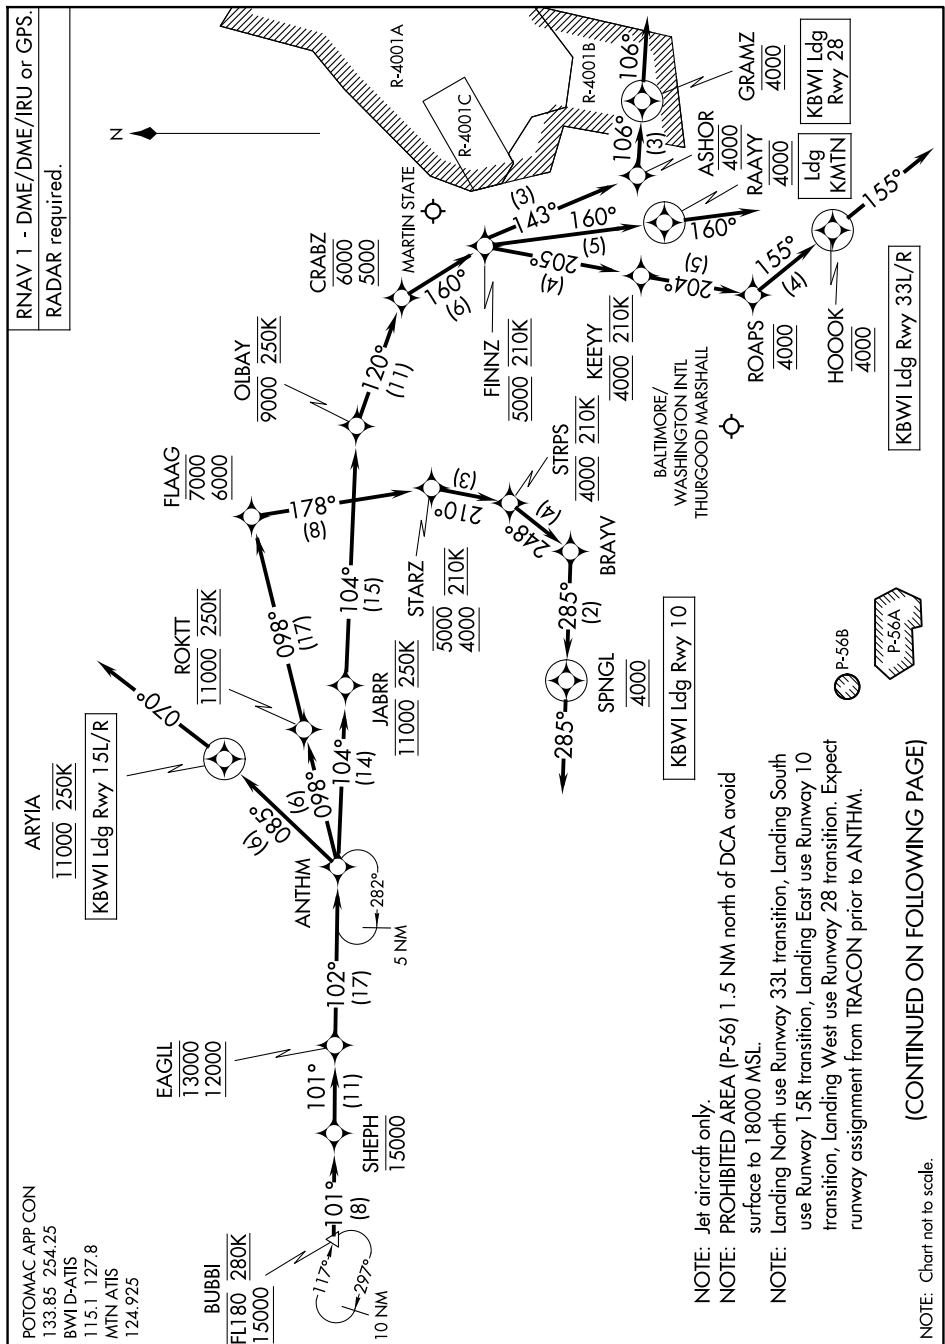 RNAV 1 - DME/DME/IRU or GPS.
RADAR required.
POTOMAC APP CON
133.85 254.25
BWI D-ATIS
115.1 127.8
MTN ATIS
124.925
N
R-4001A
R-4001B
R-4001C
ARYIA
11000 250K
KBWI Ldg Rwy 15L/R
070°
085°
(6)
ROKTT
11000 250K
098°
(6)
098°
(17)
FLAAG
7000
6000
178°
(8)
OLBAY
9000 250K
120°
(11)
CRABZ
6000
5000
160°
(6)
MARTIN STATE
143°
(3)
106°
(3)
106°
GRAMZ
4000
KBWI Ldg
Rwy 28
ASHOR
4000
RAAYY
4000
Ldg
KMTN
160°
(5)
160°
205°
(4)
204°
(5)
155°
(4)
155°
FINNZ
5000 210K
KEEYY
4000 210K
ROAPS
4000
HOOOK
4000
KBWI Ldg Rwy 33L/R
BALTIMORE/
WASHINGTON INTL
THURGOOD MARSHALL
BUBBI
FL180 280K
15000
117°
297°
10 NM
101°
(8)
SHEPH
15000
101°
(11)
EAGLL
13000
12000
102°
(17)
ANTHM
282°
5 NM
104°
(14)
JABRR
11000 250K
104°
(15)
STARZ
5000 210K
4000
210°
(3)
STRPS
4000 210K
248°
(4)
BRAYV
285°
(2)
SPNGL
4000
285°
KBWI Ldg Rwy 10
P-56B
P-56A
NOTE: Jet aircraft only.
NOTE: PROHIBITED AREA (P-56) 1.5 NM north of DCA avoid
surface to 18000 MSL.
NOTE: Landing North use Runway 33L transition, Landing South
use Runway 15R transition, Landing East use Runway 10
transition, Landing West use Runway 28 transition. Expect
runway assignment from TRACON prior to ANTHM.
(CONTINUED ON FOLLOWING PAGE)
NOTE: Chart not to scale.